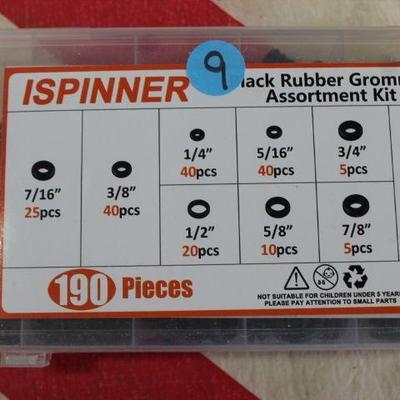 9
ISPINNER
lack Rubber Grom
Assortment Kit
1/4"
40pcs
5/16"
40pcs
3/4"
5pcs
7/16"
25pcs
3/8"
40pcs
1/2"
20pcs
5/8"
10pcs
7/8"
5pcs
190 Pieces
NOT SUITABLE FOR CHILDREN UNDER 5 YEAR
PLEASE PAY ATTENTION TO SMALL PARTS